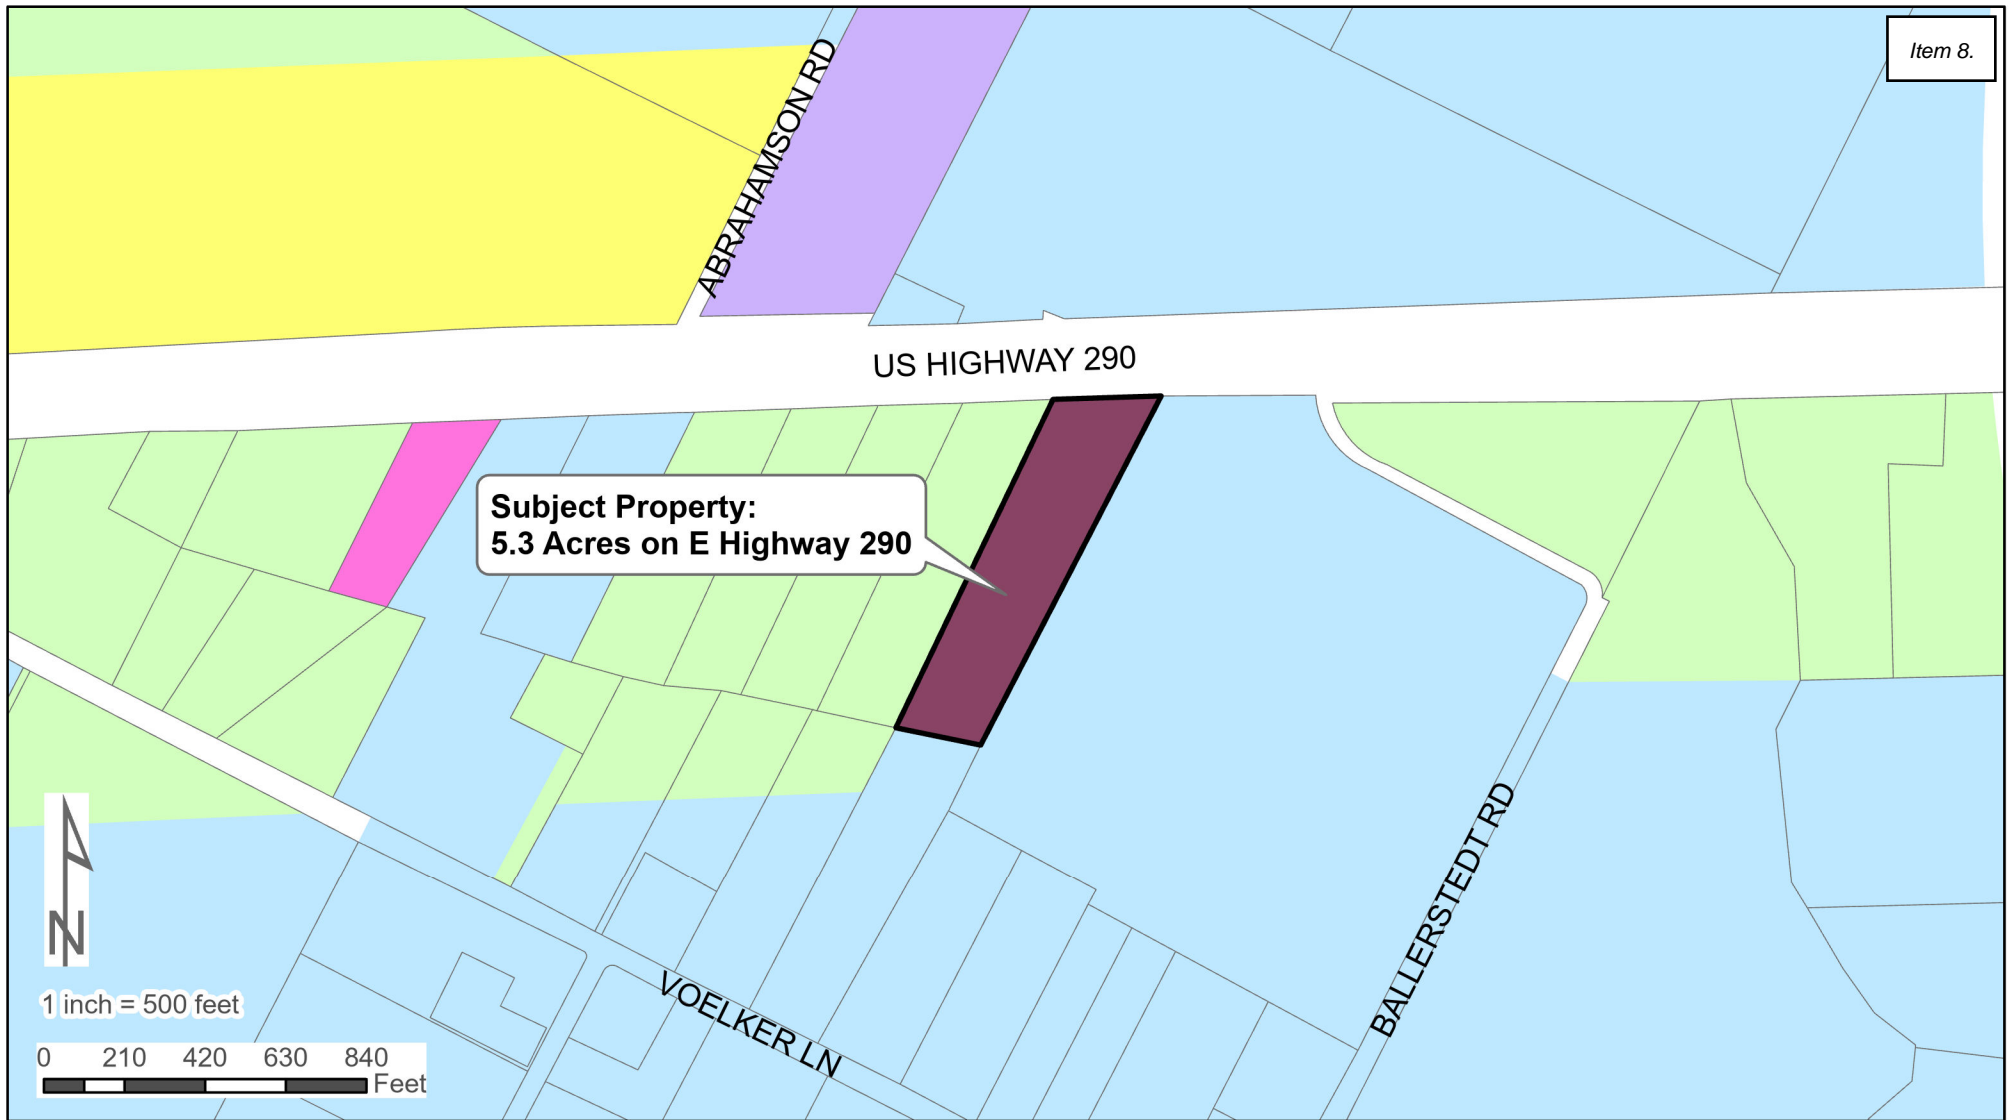 Item 8.
ABRAHAMSON RD
US HIGHWAY 290
Subject Property:
5.3 Acres on E Highway 290
BALLERSTEDT RD
VOELKER LN
N
1 inch = 500 feet
0 210 420 630 840
Feet